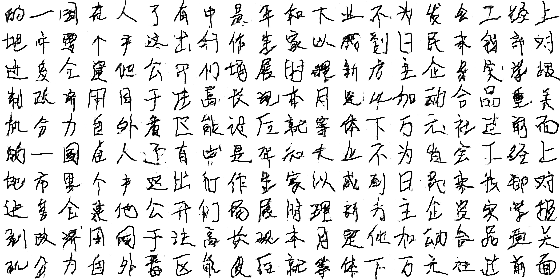 的一国在人了有中是年和大业不为发会工经上
地市要个产这出行作生家以成到日民来我部对
进多全建他公开们场展时理新方主企资实学报
制政济用同于法高长现本月定化加动合品重关
机分力自外者区能设后就等体下万元社过前面
的一国在人了有中是年和大业不为发会工经上
地市要个产这出行作生家以成到日民来我部对
进多全建他公开们场展时理新方主企资实学报
制政济用同于法高长现本月定化加动合品重关
机分力自外者区能设后就等体下万元社过前面